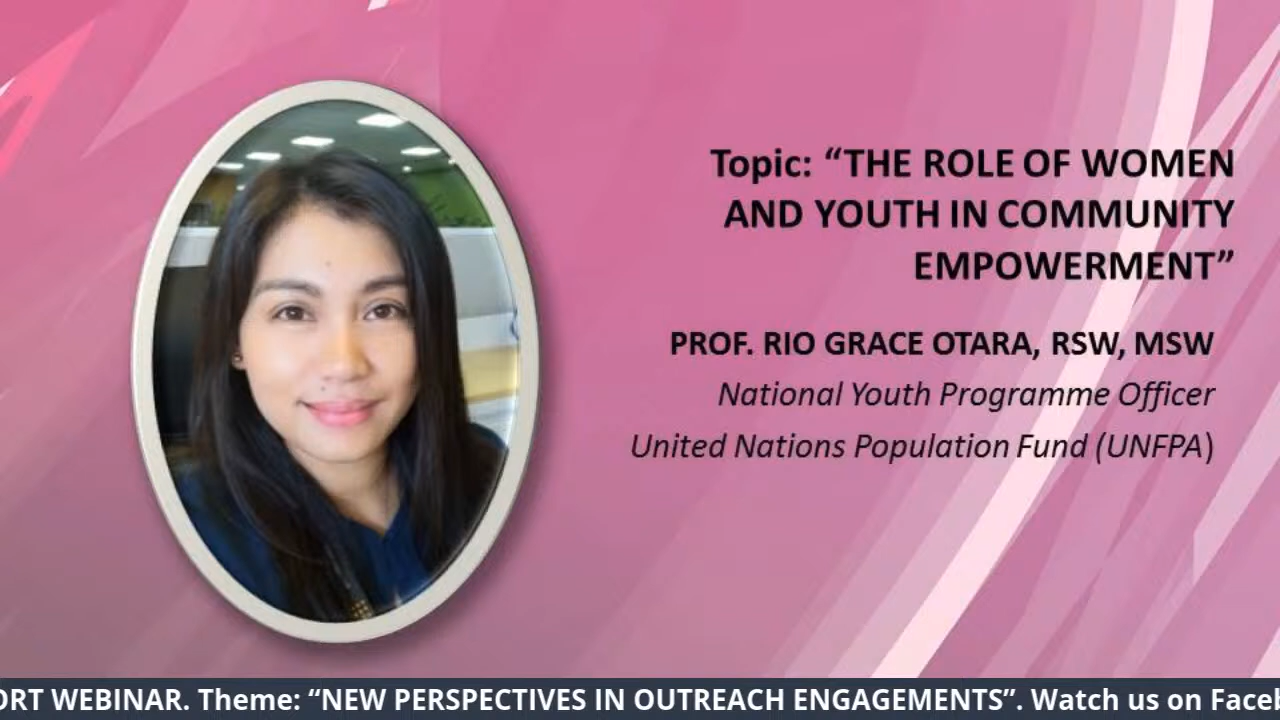 Topic: “THE ROLE OF WOMEN
AND YOUTH IN COMMUNITY
EMPOWERMENT”
PROF. RIO GRACE OTARA, RSW, MSW
National Youth Programme Officer
United Nations Population Fund (UNFPA)
WEBINAR. Theme: “NEW PERSPECTIVES IN OUTREACH ENGAGEMENTS”. Watch us on